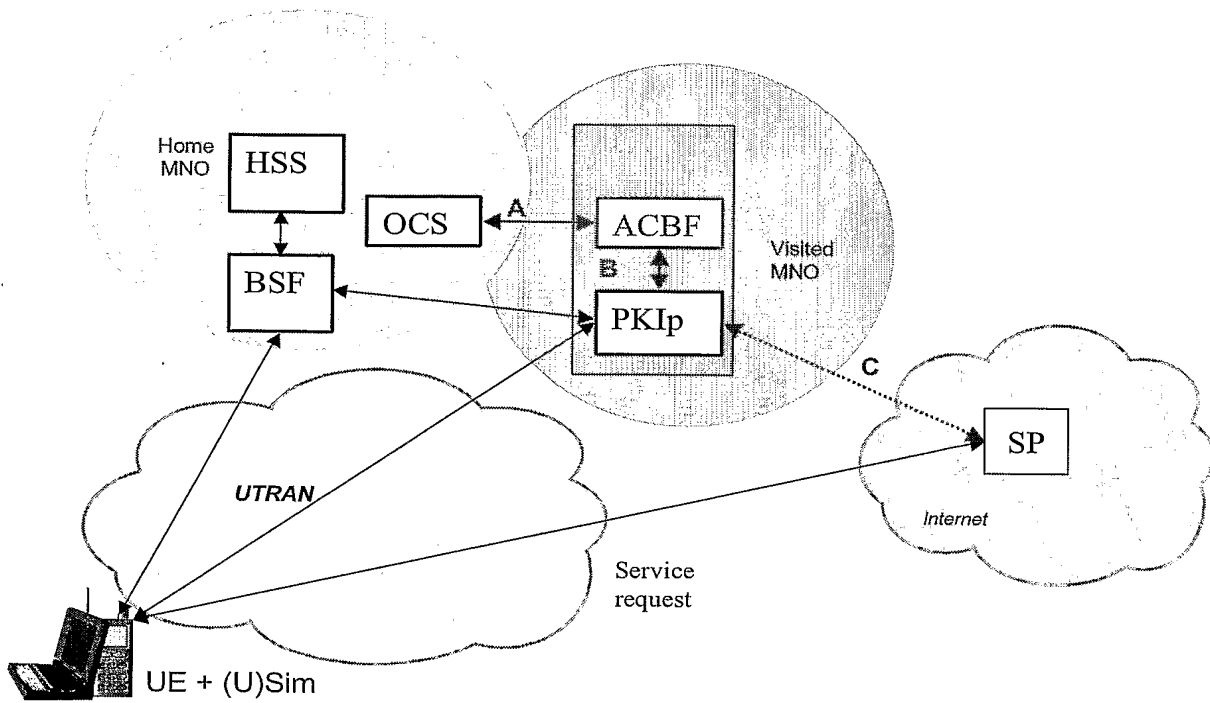 Home
MNO
HSS
OCS
A
ACBF
BSF
B
Visited
MNO
PKIp
C
SP
UTRAN
Internet
Service
request
UE + (U)Sim